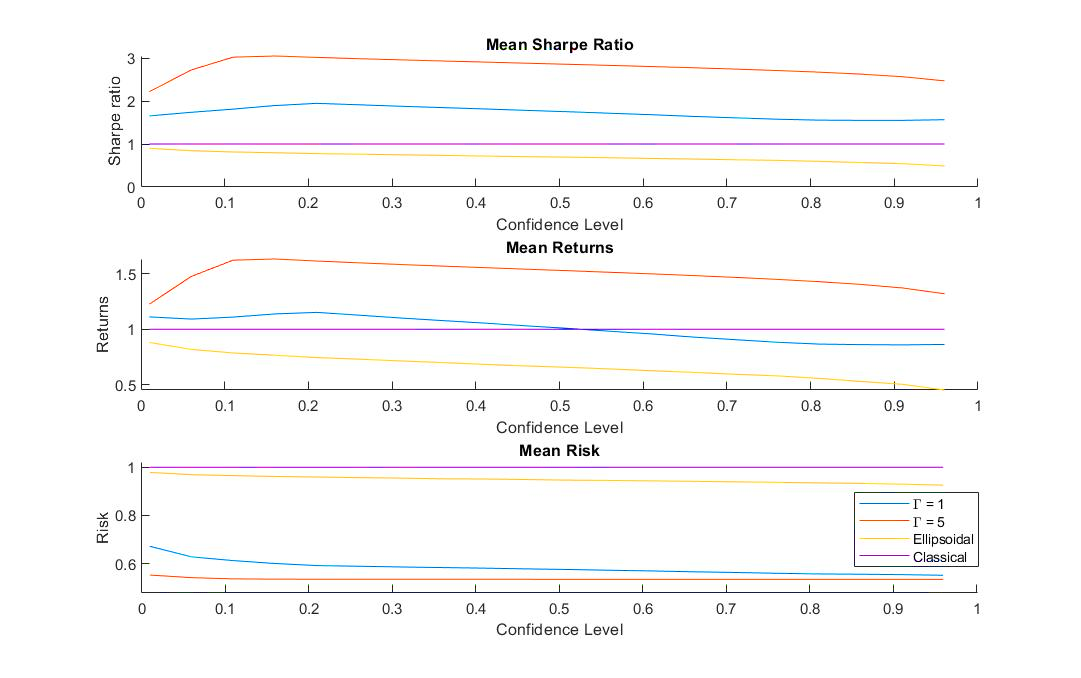 Mean Sharpe Ratio
3
2
1
0
Sharpe ratio
0 0.1 0.2 0.3 0.4 0.5 0.6 0.7 0.8 0.9 1
Confidence Level
Mean Returns
1.5
1
0.5
Returns
0 0.1 0.2 0.3 0.4 0.5 0.6 0.7 0.8 0.9 1
Confidence Level
Mean Risk
1
0.8
0.6
Risk
Γ = 1
Γ = 5
Ellipsoidal
Classical
0 0.1 0.2 0.3 0.4 0.5 0.6 0.7 0.8 0.9 1
Confidence Level